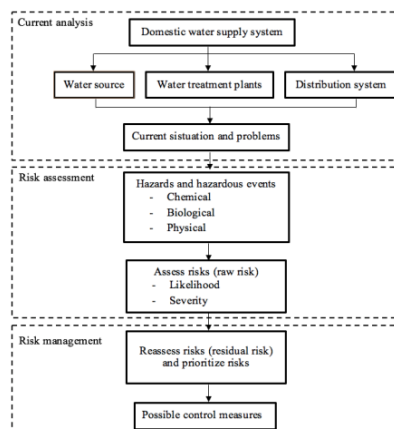 Current analysis
Domestic water supply system
Water source
Water treatment plants
Distribution system
Current sistuation and problems
Risk assessment
Hazards and hazardous events
- Chemical
- Biological
- Physical
Assess risks (raw risk)
- Likelihood
- Severity
Risk management
Reassess risks (residual risk)
and prioritize risks
Possible control measures